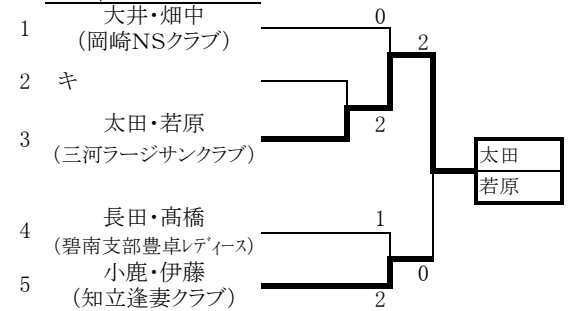 1 大井・畑中 0
(岡崎NSクラブ) 2
2 キ
3 太田・若原 2
(三河ラージサンクラブ)
太田
若原
4 長田・髙橋 1
(碧南支部豊卓ﾚﾃﾞｨｰｽ)
5 小鹿・伊藤 0
(知立逢妻クラブ) 2